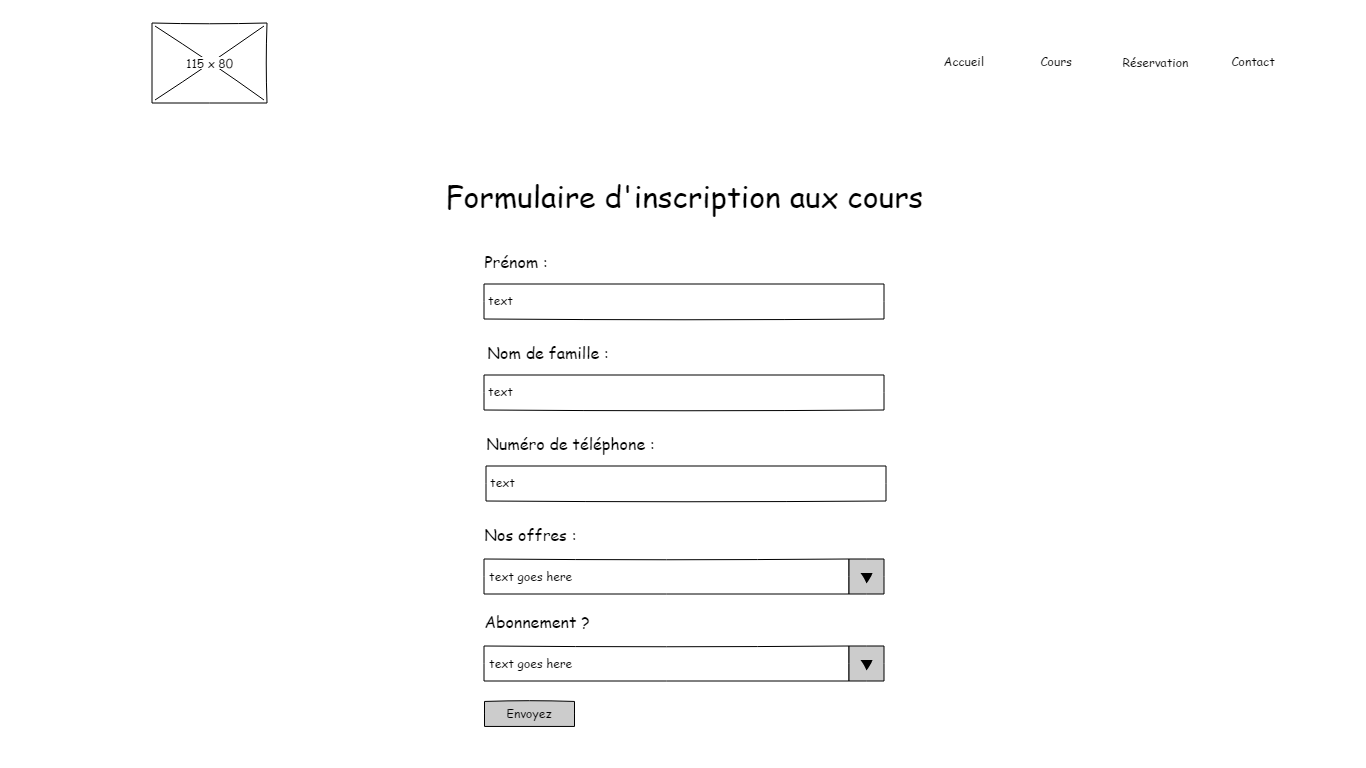 115 x 80
Accueil Cours Réservation Contact
Formulaire d'inscription aux cours
Prénom :
text
Nom de famille :
text
Numéro de téléphone :
text
Nos offres :
text goes here
Abonnement ?
text goes here
Envoyez